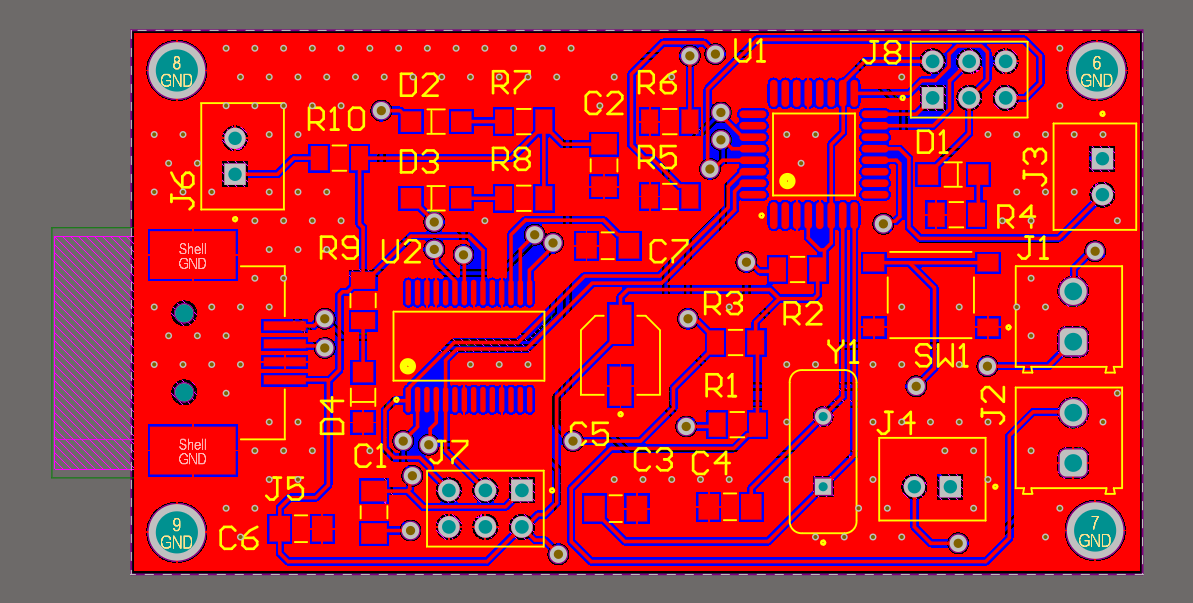 U1
J8
8
GND
6
GND
D2
R7
R6
C2
R10
D1
J3
D3
R8
R5
J6
R4
Shell
GND
R9
U2
C7
J1
R3
R2
Y1
SW1
R1
D4
J2
J4
Shell
GND
C5
C1
J7
C3
C4
J5
9
GND
C6
7
GND